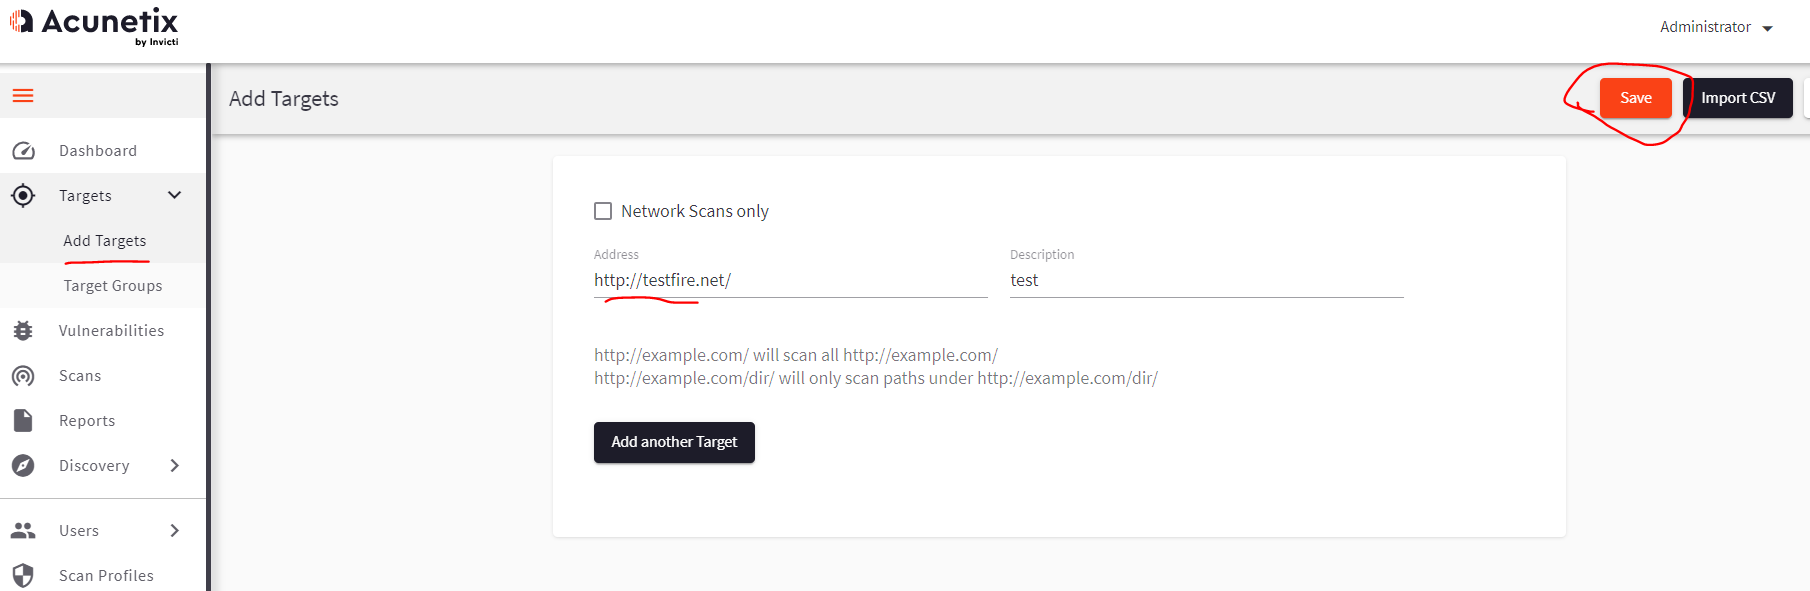 Acunetix
by Invicti
Administrator
Add Targets
Save
Import CSV
Dashboard
Targets
Add Targets
Target Groups
Vulnerabilities
Scans
Reports
Discovery
Users
Scan Profiles
Network Scans only
Address
Description
http://testfire.net/
test
http://example.com/ will scan all http://example.com/
http://example.com/dir/ will only scan paths under http://example.com/dir/
Add another Target